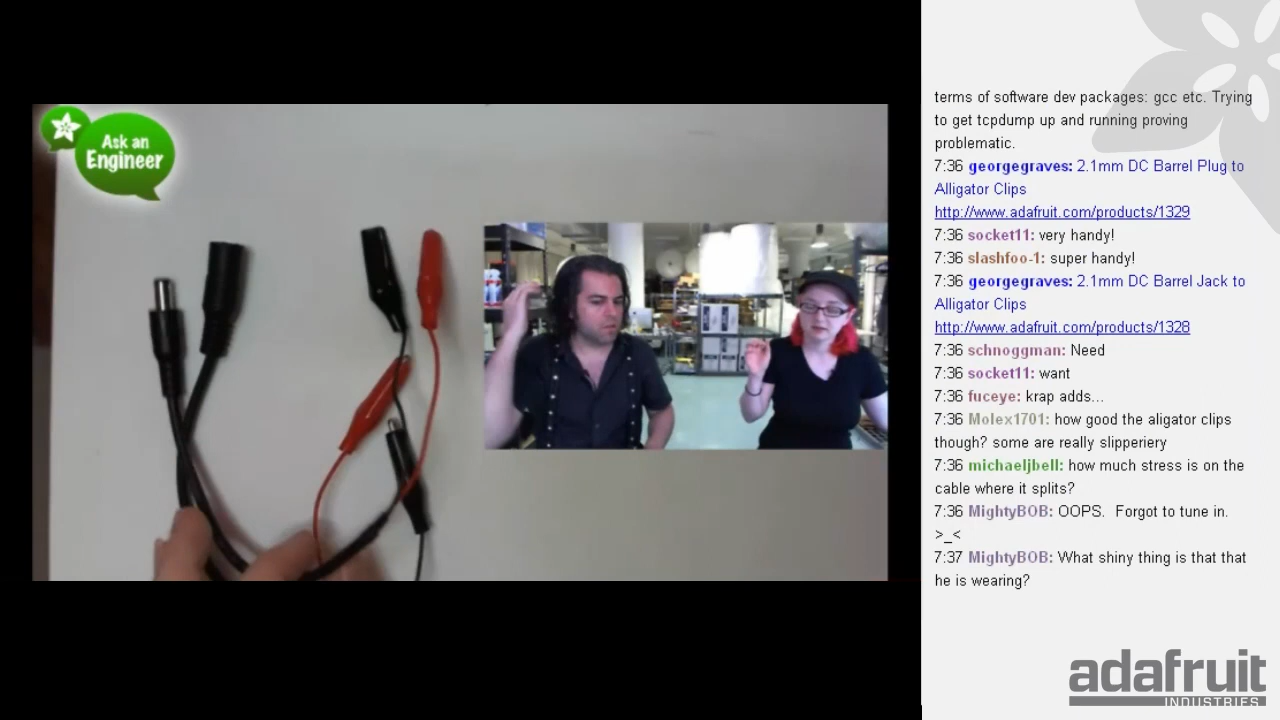 Ask an
Engineer
terms of software dev packages: gcc etc. Trying
to get tcpdump up and running proving
problematic.
7:36 georgegraves: 2.1mm DC Barrel Plug to
Alligator Clips
http://www.adafruit.com/products/1329
7:36 socket11: very handy!
7:36 slashfoo-1: super handy!
7:36 georgegraves: 2.1mm DC Barrel Jack to
Alligator Clips
http://www.adafruit.com/products/1328
7:36 schnoggman: Need
7:36 socket11: want
7:36 fuceye: krap adds...
7:36 Molex1701: how good the aligator clips
though? some are really slipperiery
7:36 michaeljbell: how much stress is on the
cable where it splits?
7:36 MightyBOB: OOPS. Forgot to tune in.
>_<
7:37 MightyBOB: What shiny thing is that that
he is wearing?
adafruit
INDUSTRIES